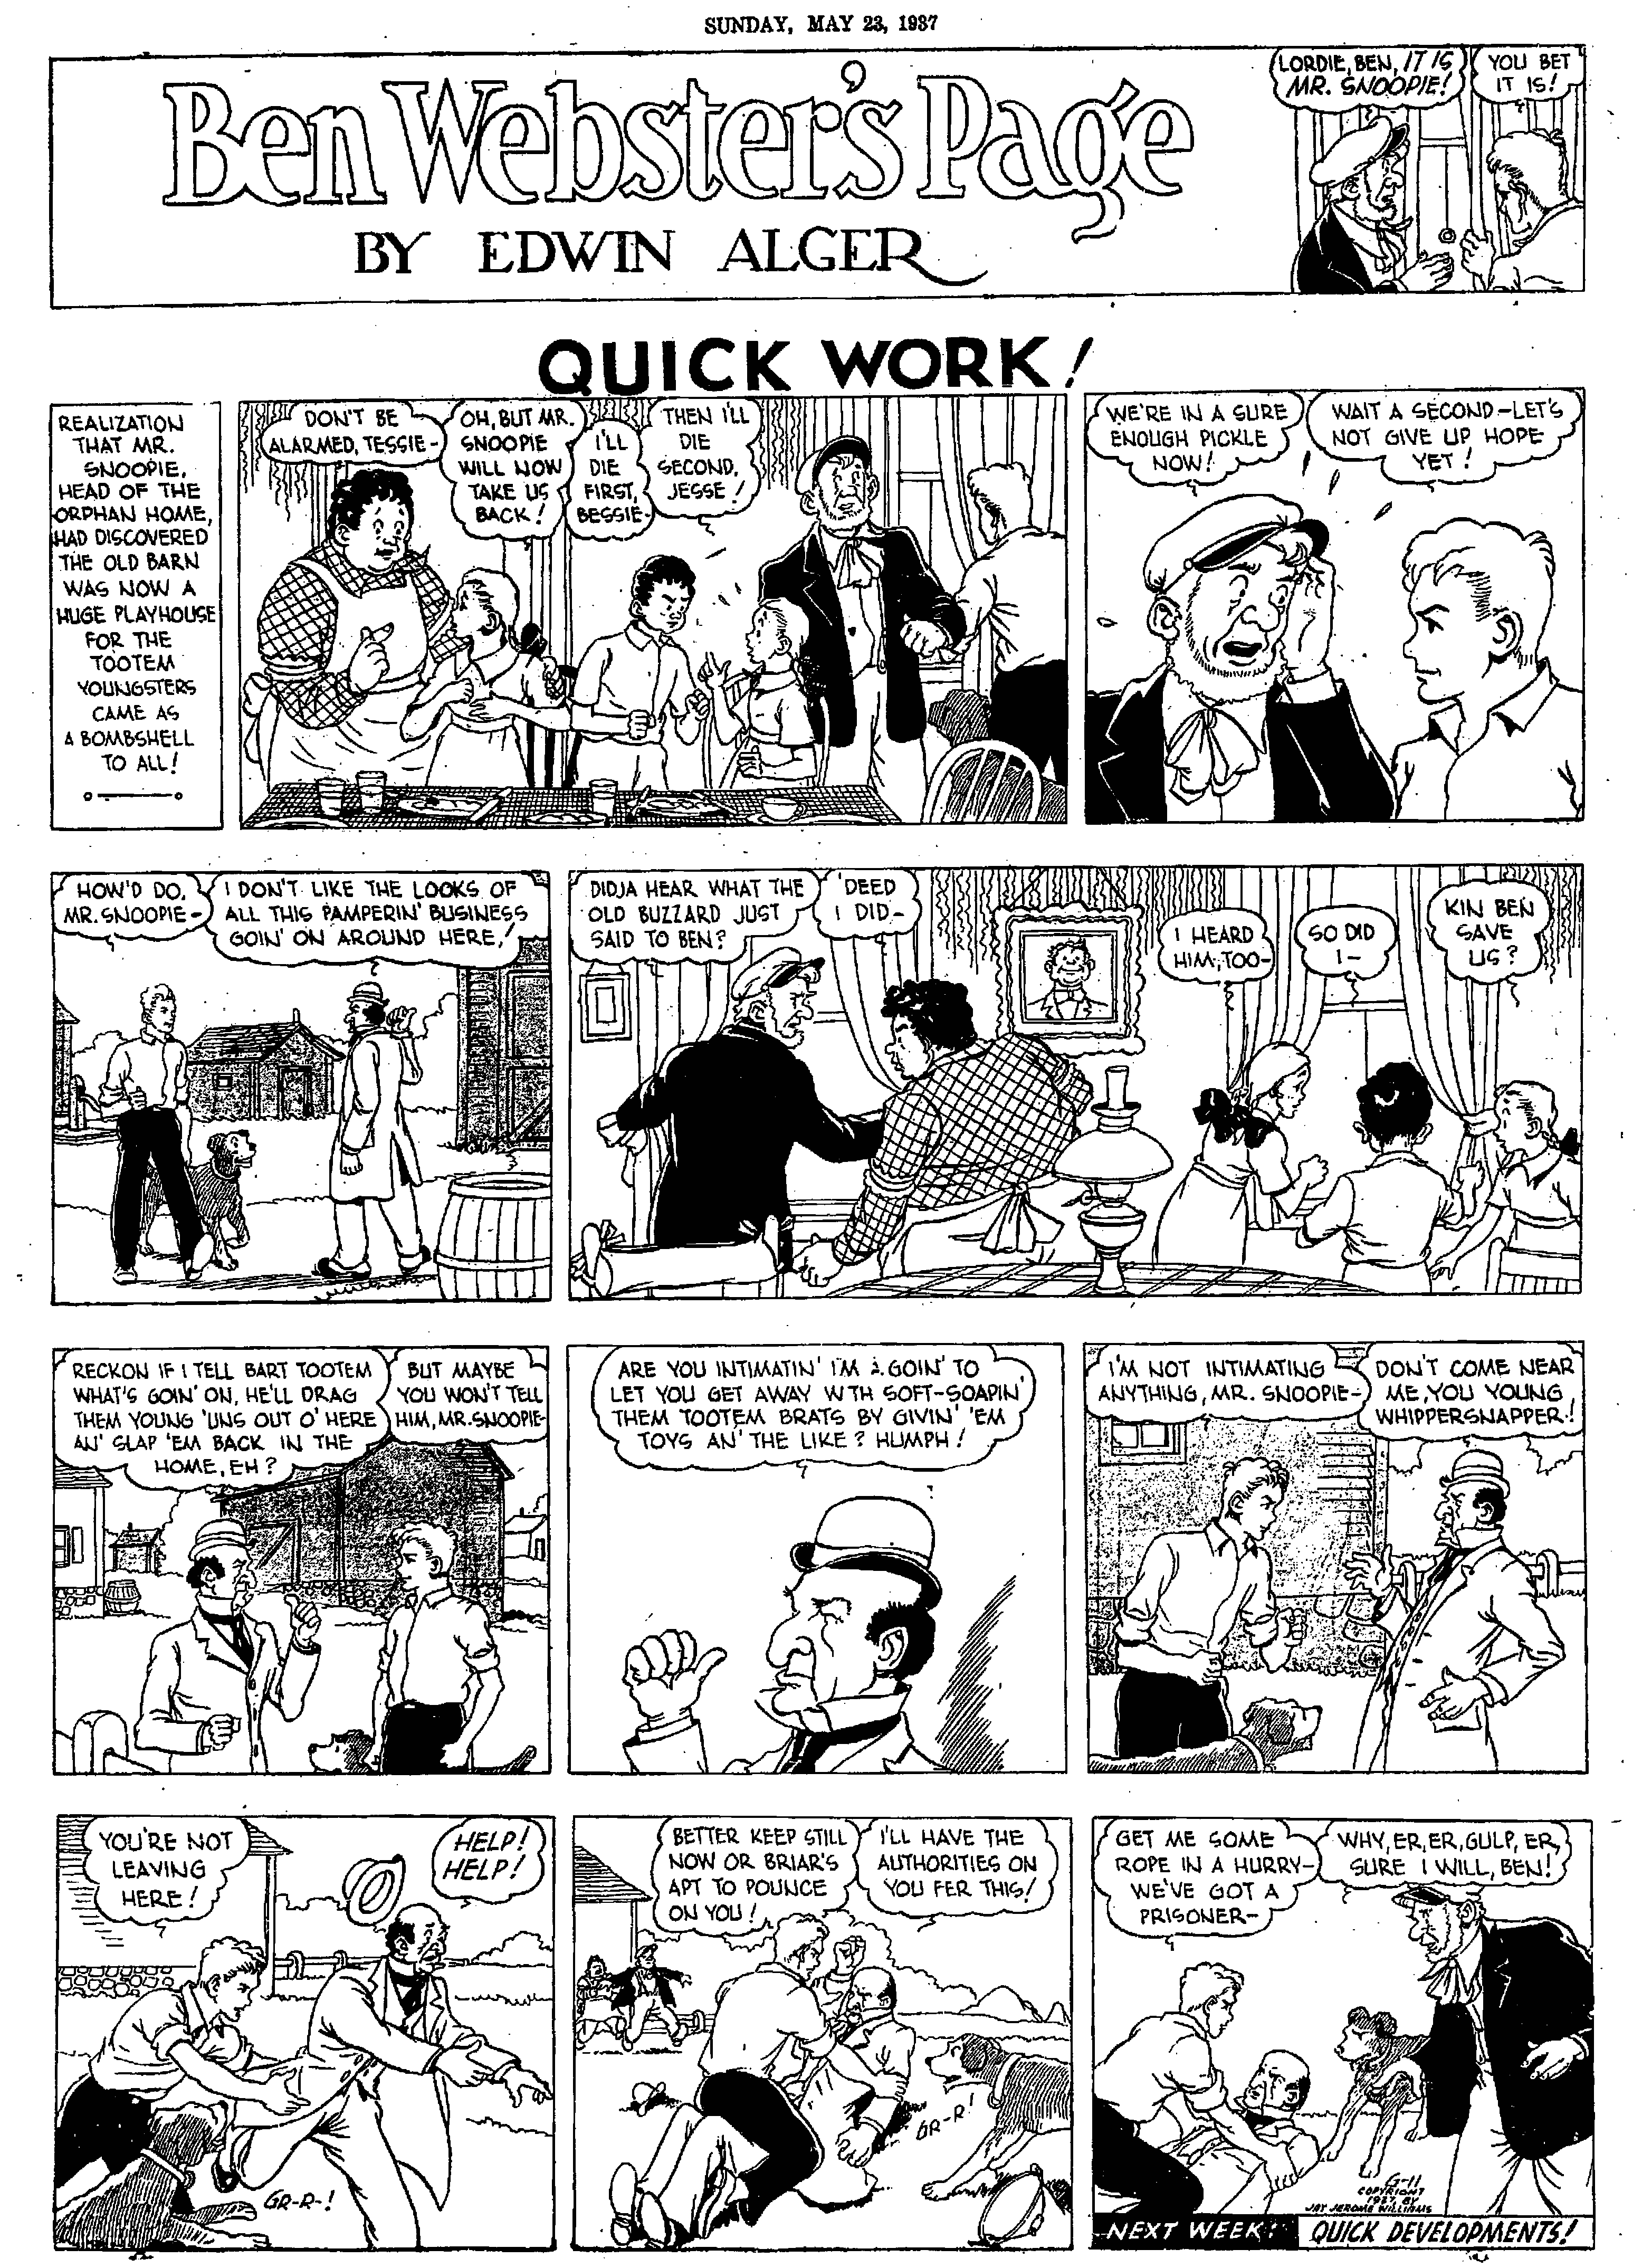 SUNDAY, MAY 23, 1937
Ben Webster's Page
BY EDWIN ALGER
LORDIE, BEN, IT IS
MR. SNOOPIE!
YOU BET
IT IS!
QUICK WORK!
REALIZATION
THAT MR.
SNOOPIE,
HEAD OF THE
ORPHAN HOME,
HAD DISCOVERED
THE OLD BARN
WAS NOW A
HUGE PLAYHOUSE
FOR THE
TOOTEM
YOUNGSTERS
CAME AS
A BOMBSHELL
TO ALL!
DON'T BE
ALARMED, TESSIE-
OH, BUT MR.
SNOOPIE
WILL NOW
TAKE US
BACK!
I'LL
DIE
FIRST,
BESSIE-
THEN I'LL
DIE
SECOND,
JESSE!
WE'RE IN A SURE
ENOUGH PICKLE
NOW!
WAIT A SECOND-LET'S
NOT GIVE UP HOPE
YET!
HOW'D DO,
MR. SNOOPIE-
I DON'T LIKE THE LOOKS OF
ALL THIS PAMPERIN' BUSINESS
GOIN' ON AROUND HERE!
DIDJA HEAR WHAT THE
OLD BUZZARD JUST
SAID TO BEN?
'DEED
I DID-
I HEARD
HIM, TOO-
SO DID
I-
KIN BEN
SAVE
US?
RECKON IF I TELL BART TOOTEM
WHAT'S GOIN' ON, HE'LL DRAG
THEM YOUNG 'UNS OUT O' HERE
AN' SLAP 'EM BACK IN THE
HOME, EH?
BUT MAYBE
YOU WON'T TELL
HIM, MR. SNOOPIE-
ARE YOU INTIMATIN' I'M A GOIN' TO
LET YOU GET AWAY WTH SOFT-SOAPIN'
THEM TOOTEM BRATS BY GIVIN' 'EM
TOYS AN' THE LIKE? HUMPH!
I'M NOT INTIMATING
ANYTHING, MR. SNOOPIE-
DON'T COME NEAR
ME, YOU YOUNG
WHIPPERSNAPPER!
YOU'RE NOT
LEAVING
HERE!
HELP!
HELP!
GR-R-!
BETTER KEEP STILL
NOW OR BRIAR'S
APT TO POUNCE
ON YOU!
I'LL HAVE THE
AUTHORITIES ON
YOU FER THIS!
GR-R!
GET ME SOME
ROPE IN A HURRY-
WE'VE GOT A
PRISONER-
WHY, ER, ER, GULP, ER,
SURE I WILL, BEN!
G-11
COPYRIGHT
1937, BY
JAY JEROME WILLIAMS
NEXT WEEK: QUICK DEVELOPMENTS!